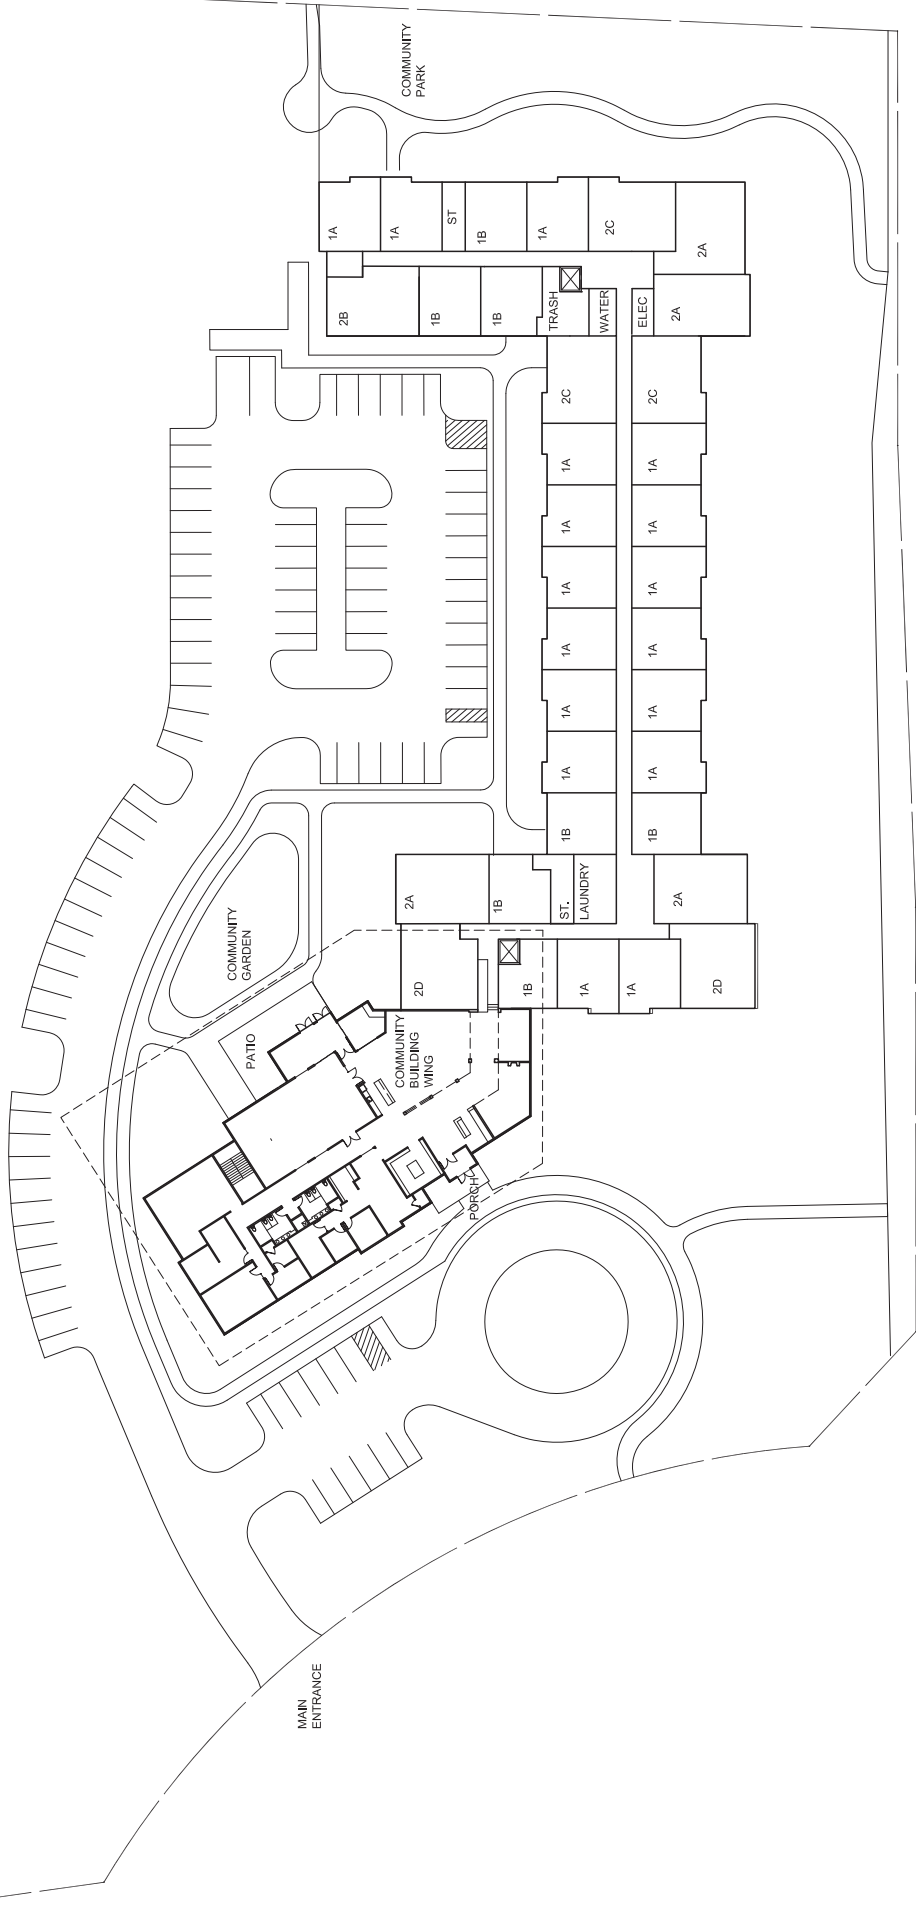 COMMUNITY
PARK
1A
1A
ST
1B
1A
2C
2A
2B
1B
1B
TRASH
WATER
ELEC
2A
2C
2C
1A
1A
1A
1A
1A
1A
1A
1A
1A
1A
1A
1A
1B
1B
2A
1B
ST.
LAUNDRY
2A
COMMUNITY
GARDEN
2D
1B
1A
1A
2D
PATIO
COMMUNITY
BUILDING
WING
PORCH
MAIN
ENTRANCE